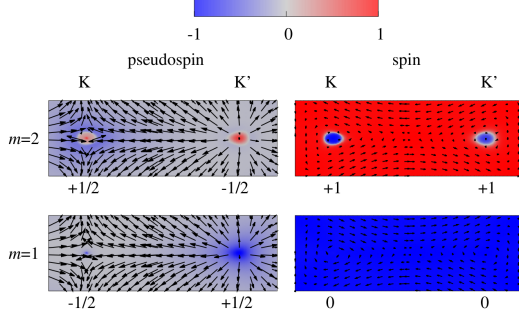 -1 0 1
pseudospin spin
K K' K K'
m=2
+1/2 -1/2 +1 +1
m=1
-1/2 +1/2 0 0